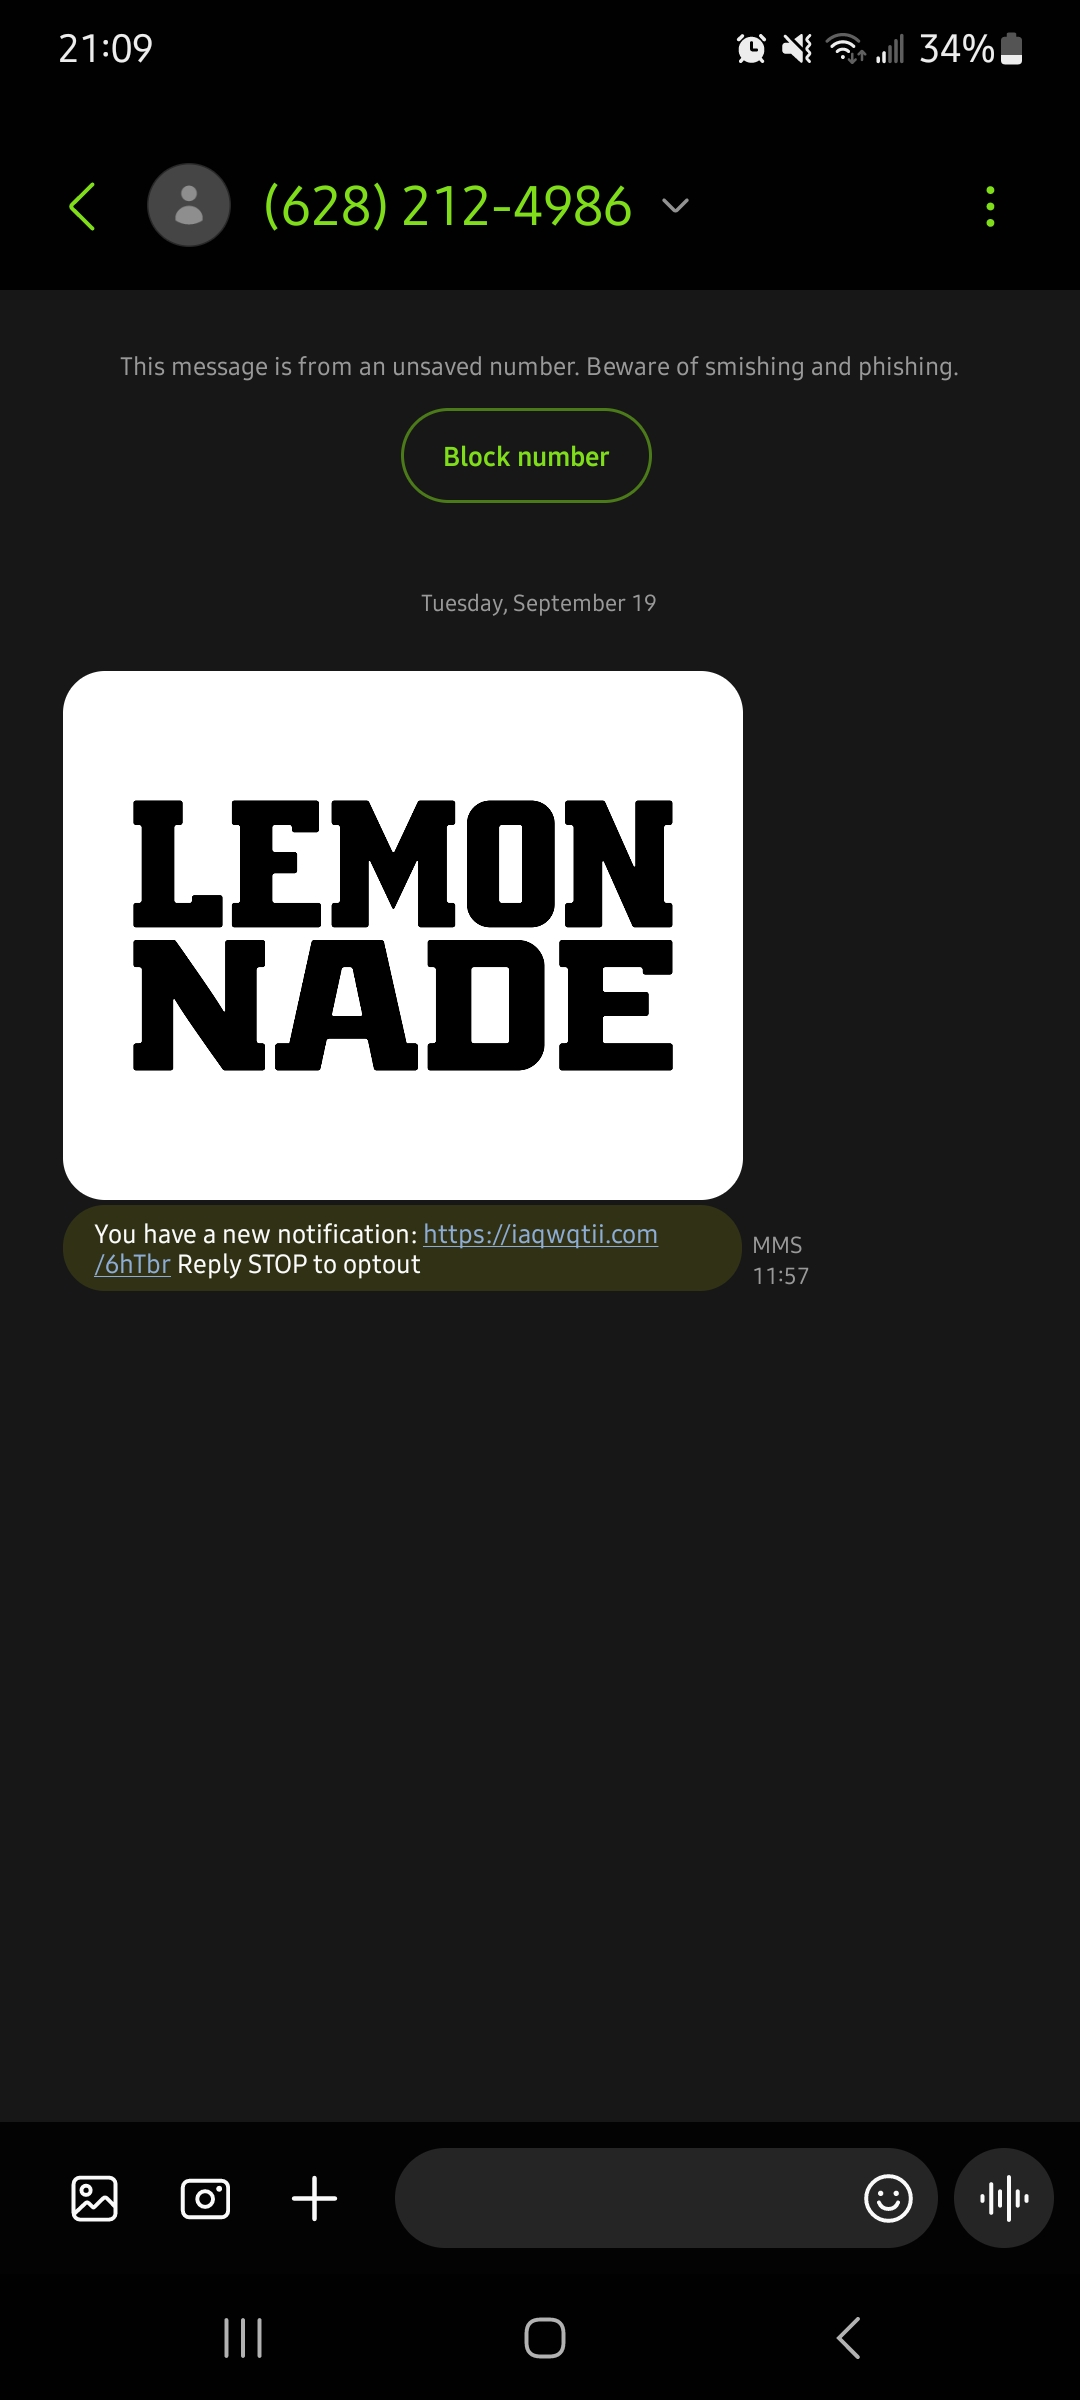 21:09
34%
(628) 212-4986
This message is from an unsaved number. Beware of smishing and phishing.
Block number
Tuesday, September 19
LEMON
NADE
You have a new notification: https://iaqwqtii.com
/6hTbr Reply STOP to optout
MMS
11:57